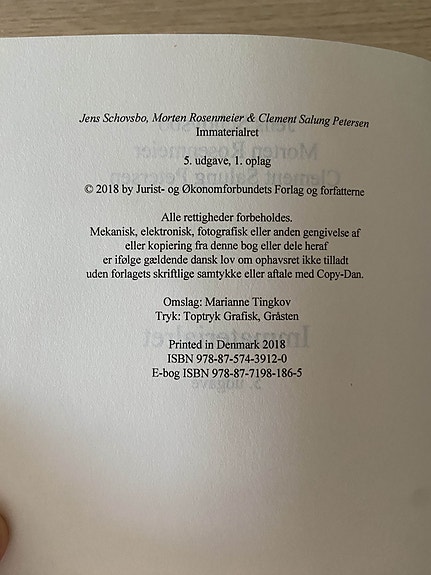 Jens Schovsbo, Morten Rosenmeier & Clement Salung Petersen
Immaterialret
5. udgave, 1. oplag
© 2018 by Jurist- og Økonomforbundets Forlag og forfatterne
Alle rettigheder forbeholdes.
Mekanisk, elektronisk, fotografisk eller anden gengivelse af
eller kopiering fra denne bog eller dele heraf
er ifølge gældende dansk lov om ophavsret ikke tilladt
uden forlagets skriftlige samtykke eller aftale med Copy-Dan.
Omslag: Marianne Tingkov
Tryk: Toptryk Grafisk, Gråsten
Printed in Denmark 2018
ISBN 978-87-574-3912-0
E-bog ISBN 978-87-7198-186-5